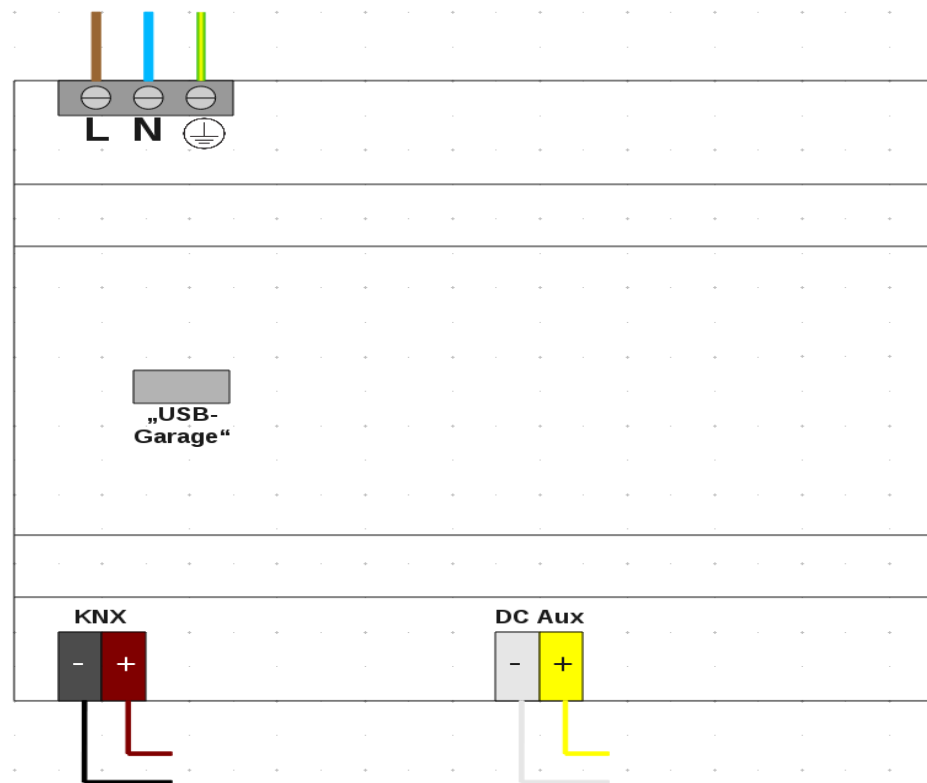 L N
„USB-
Garage“
KNX
DC Aux
- +
- +